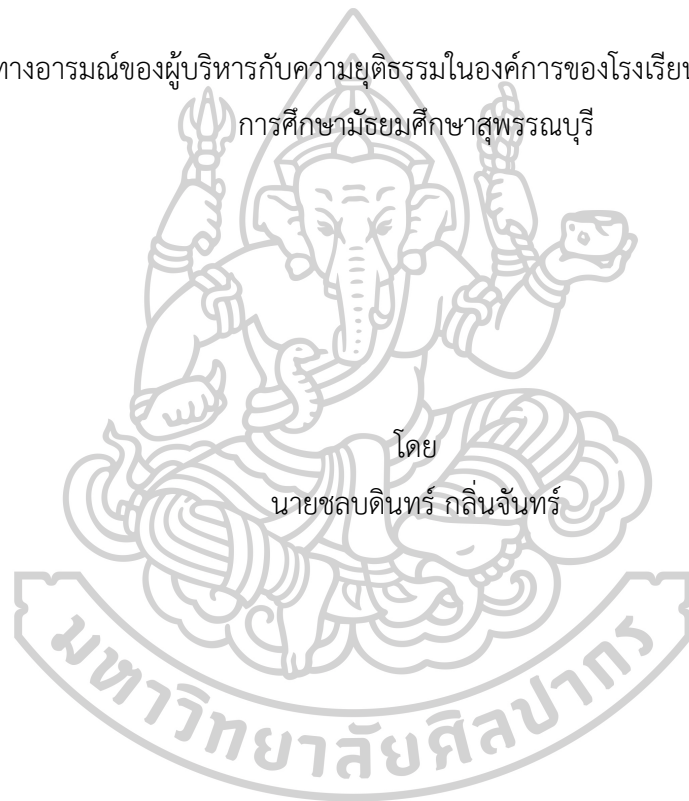 ทางอารมณ์ของผู้บริหารกับความยุติธรรมในองค์การของโรงเรียน
การศึกษามัธยมศึกษาสุพรรณบุรี
โดย
นายชลบดินทร์ กลิ่นจันทร์
มหาวิทยาลัยศิลปากร